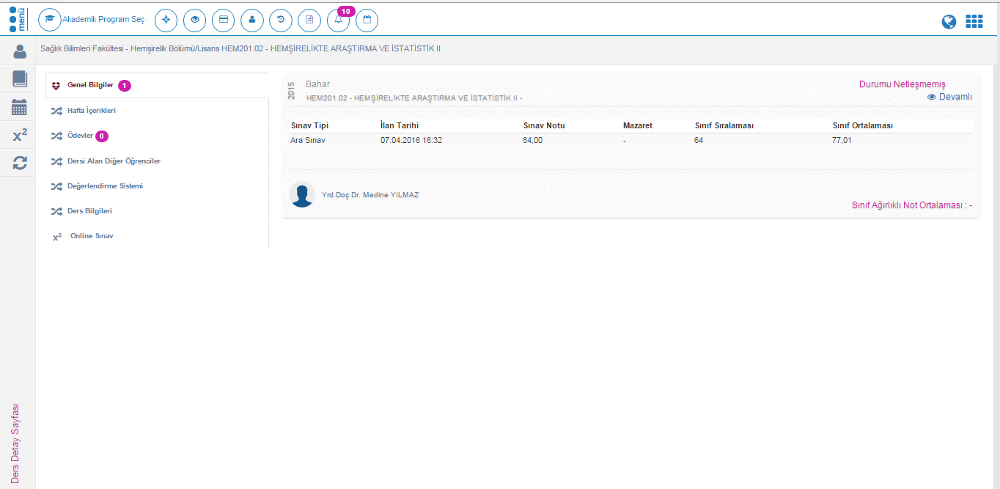 menü
Akademik Program Seç-
10
Sağlık Bilimleri Fakültesi - Hemşirelik Bölümü/Lisans HEM201.02 - HEMŞİRELİKTE ARAŞTIRMA VE İSTATİSTİK II
Genel Bilgiler 1
Hafta İçerikleri
Ödevler 0
Dersi Alan Diğer Öğrenciler
Değerlendirme Sistemi
Ders Bilgileri
x² Online Sınav
x²
Ders Detay Sayfası
2015
Bahar
HEM201.02 - HEMŞİRELİKTE ARAŞTIRMA VE İSTATİSTİK II -
Durumu Netleşmemiş
Devamlı
Sınav Tipi İlan Tarihi Sınav Notu Mazaret Sınıf Sıralaması Sınıf Ortalaması
Ara Sınav 07.04.2016 16:32 84,00 - 64 77,01
Yrd.Doç.Dr. Medine YILMAZ
Sınıf Ağırlıklı Not Ortalaması : -